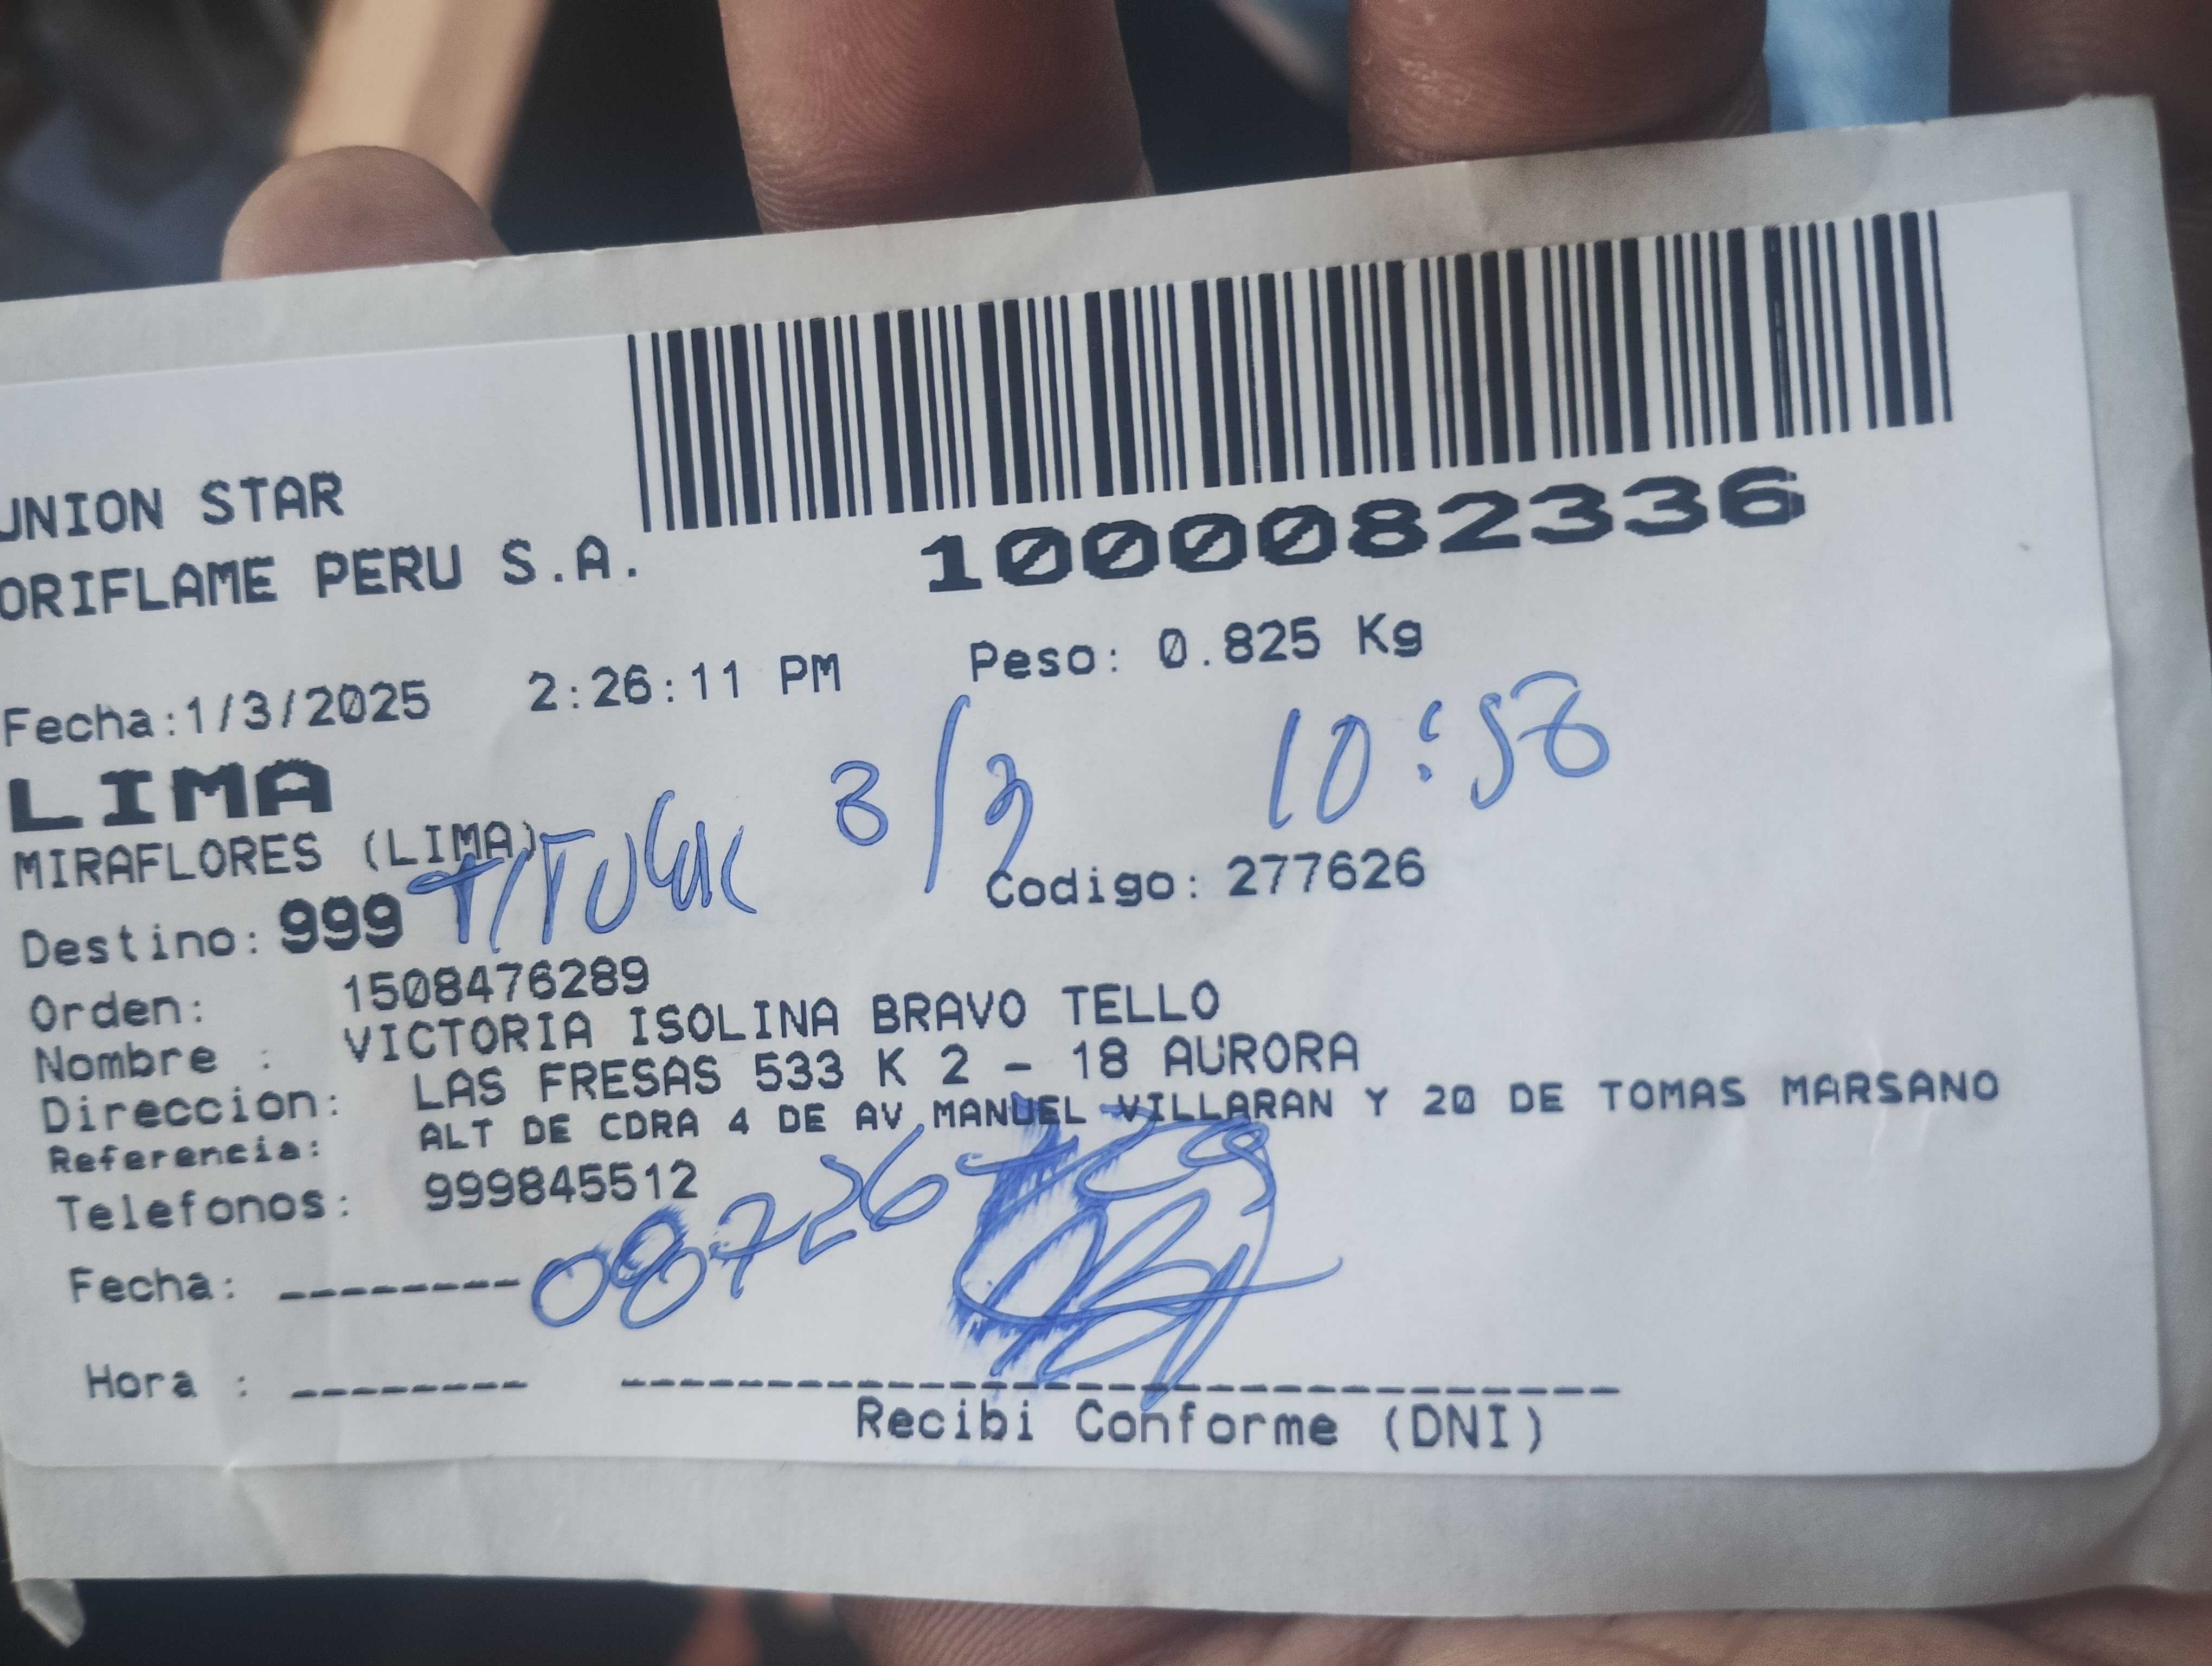 UNION STAR
ORIFLAME PERU S.A.
1000082336
Fecha:1/3/2025 2:26:11 PM Peso: 0.825 Kg
LIMA
3/3 10:58
MIRAFLORES (LIMA)
TITULAR
Destino: 999 Codigo: 277626
Orden: 1508476289
Nombre : VICTORIA ISOLINA BRAVO TELLO
Direccion: LAS FRESAS 533 K 2 - 18 AURORA
Referencia: ALT DE CDRA 4 DE AV MANUEL VILLARAN Y 20 DE TOMAS MARSANO
Telefonos: 999845512
Fecha: --------
Hora : --------
Recibi Conforme (DNI)